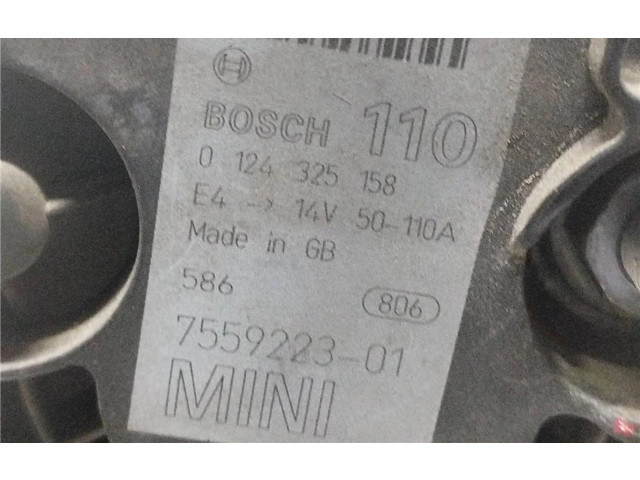 BOSCH 110
0 124 325 158
E4 -> 14V 50-110A
Made in GB
586 806
7559223-01
MINI